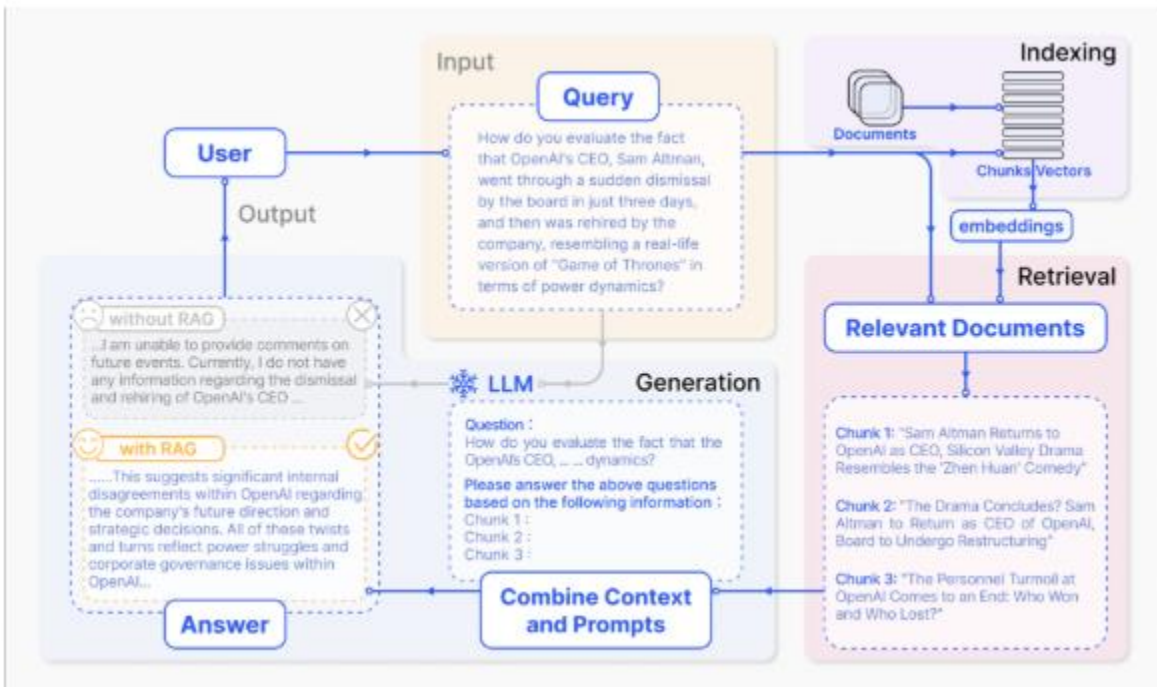 Input
Query
How do you evaluate the fact
that OpenAI's CEO, Sam Altman,
went through a sudden dismissal
by the board in just three days,
and then was rehired by the
company, resembling a real-life
version of "Game of Thrones" in
terms of power dynamics?
Indexing
Documents
Chunks Vectors
embeddings
User
Output
Retrieval
Relevant Documents
Chunk 1: "Sam Altman Returns to
OpenAI as CEO, Silicon Valley Drama
Resembles the 'Zhen Huan' Comedy"
Chunk 2: "The Drama Concludes? Sam
Altman to Return as CEO of OpenAI,
Board to Undergo Restructuring"
Chunk 3: "The Personnel Turmoil at
OpenAI Comes to an End: Who Won
and Who Lost?"
Generation
LLM
Question :
How do you evaluate the fact that the
OpenAI's CEO, ... ... dynamics?
Please answer the above questions
based on the following information :
Chunk 1 :
Chunk 2 :
Chunk 3 :
Combine Context
and Prompts
without RAG
...I am unable to provide comments on
future events. Currently, I do not have
any information regarding the dismissal
and rehiring of OpenAI's CEO ...
with RAG
......This suggests significant internal
disagreements within OpenAI regarding
the company's future direction and
strategic decisions. All of these twists
and turns reflect power struggles and
corporate governance issues within
OpenAI...
Answer